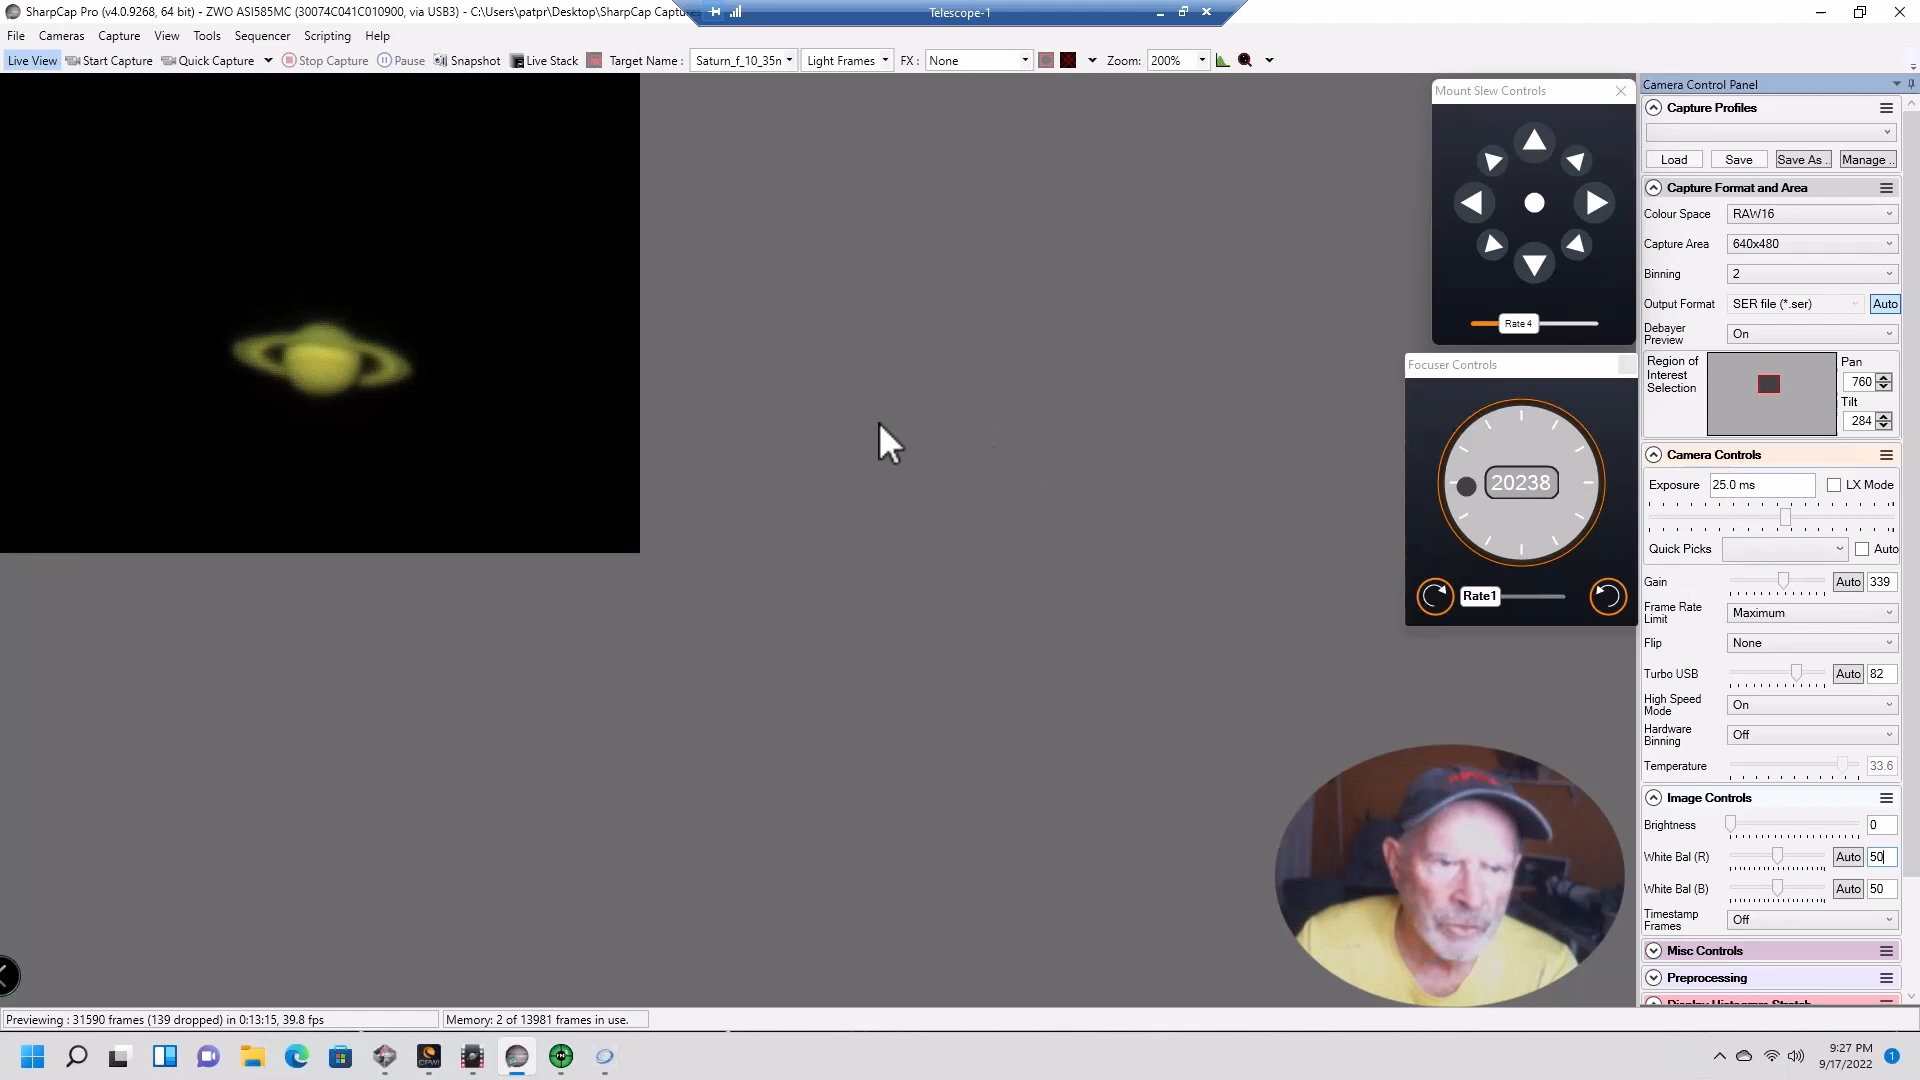 SharpCap Pro (v4.0.9268, 64 bit) - ZWO ASI585MC (30074C041C010900, via USB3) - C:\Users\patpr\Desktop\SharpCap Captures
Telescope-1
File Cameras Capture View Tools Sequencer Scripting Help
Live View Start Capture Quick Capture Stop Capture Pause Snapshot Live Stack Target Name : Saturn_f_10_35n Light Frames FX : None Zoom: 200%
Mount Slew Controls
Rate 4
Focuser Controls
20238
Rate1
Camera Control Panel
Capture Profiles
Load Save Save As .. Manage ..
Capture Format and Area
Colour Space RAW16
Capture Area 640x480
Binning 2
Output Format SER file (*.ser) Auto
Debayer Preview On
Region of Interest Selection
Pan
760
Tilt
284
Camera Controls
Exposure 25.0 ms LX Mode
Quick Picks Auto
Gain Auto 339
Frame Rate Limit Maximum
Flip None
Turbo USB Auto 82
High Speed Mode On
Hardware Binning Off
Temperature 33.6
Image Controls
Brightness 0
White Bal (R) Auto 50
White Bal (B) Auto 50
Timestamp Frames Off
Misc Controls
Preprocessing
Display Histogram Stretch
Previewing : 31590 frames (139 dropped) in 0:13:15, 39.8 fps Memory: 2 of 13981 frames in use.
CPWI
9:27 PM
9/17/2022
1